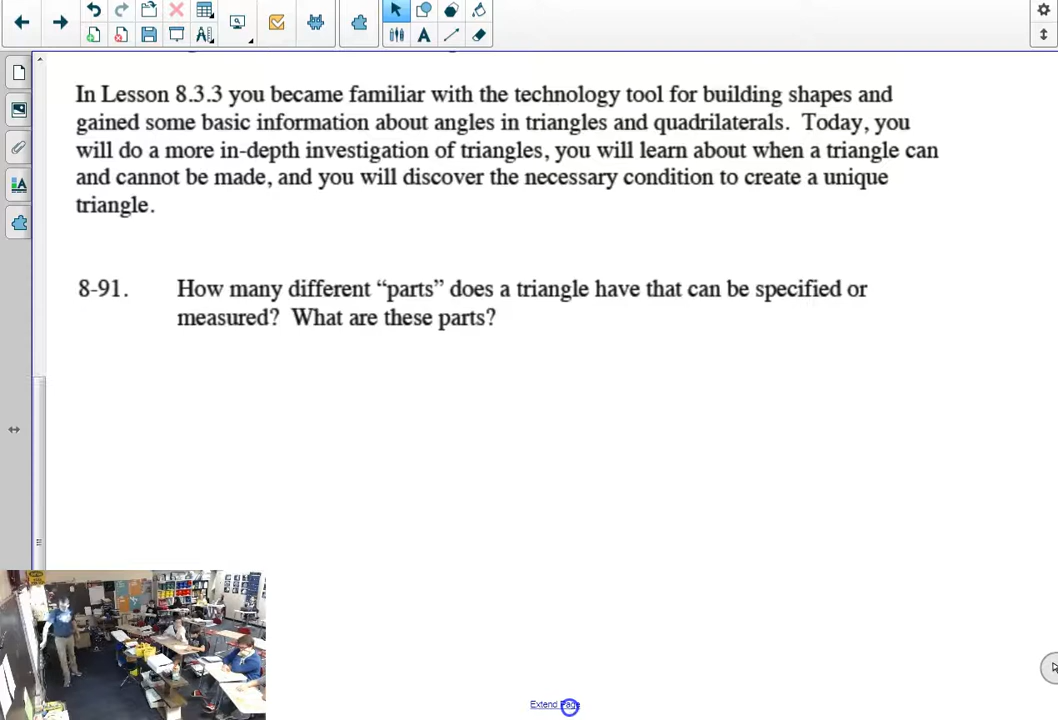 In Lesson 8.3.3 you became familiar with the technology tool for building shapes and
gained some basic information about angles in triangles and quadrilaterals. Today, you
will do a more in-depth investigation of triangles, you will learn about when a triangle can
and cannot be made, and you will discover the necessary condition to create a unique
triangle.
8-91. How many different “parts” does a triangle have that can be specified or
measured? What are these parts?
Extend Page